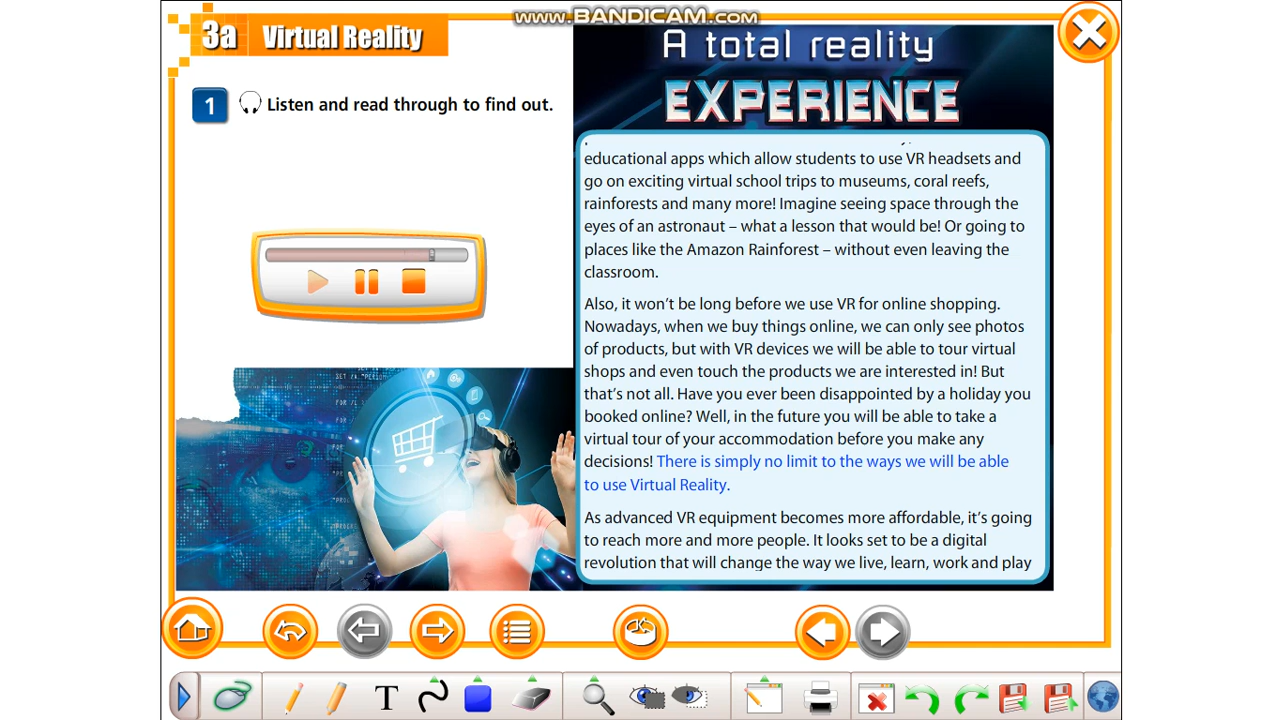 www.BANDICAM.com
3a Virtual Reality
1 Listen and read through to find out.
A total reality
EXPERIENCE
educational apps which allow students to use VR headsets and
go on exciting virtual school trips to museums, coral reefs,
rainforests and many more! Imagine seeing space through the
eyes of an astronaut – what a lesson that would be! Or going to
places like the Amazon Rainforest – without even leaving the
classroom.
Also, it won't be long before we use VR for online shopping.
Nowadays, when we buy things online, we can only see photos
of products, but with VR devices we will be able to tour virtual
shops and even touch the products we are interested in! But
that's not all. Have you ever been disappointed by a holiday you
booked online? Well, in the future you will be able to take a
virtual tour of your accommodation before you make any
decisions! There is simply no limit to the ways we will be able
to use Virtual Reality.
As advanced VR equipment becomes more affordable, it's going
to reach more and more people. It looks set to be a digital
revolution that will change the way we live, learn, work and play
T